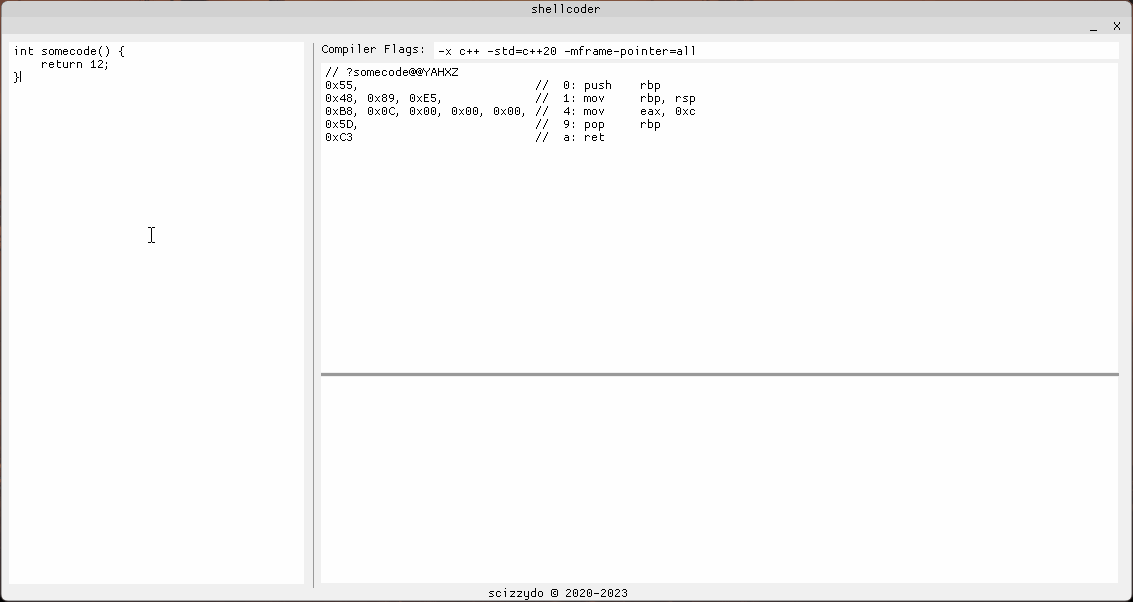 shellcoder
_ X
int somecode() {
    return 12;
}
Compiler Flags: -x c++ -std=c++20 -mframe-pointer=all
// ?somecode@@YAHXZ
0x55,                         //  0: push    rbp
0x48, 0x89, 0xE5,             //  1: mov     rbp, rsp
0xB8, 0x0C, 0x00, 0x00, 0x00, //  4: mov     eax, 0xc
0x5D,                         //  9: pop     rbp
0xC3                          //  a: ret
scizzydo © 2020-2023